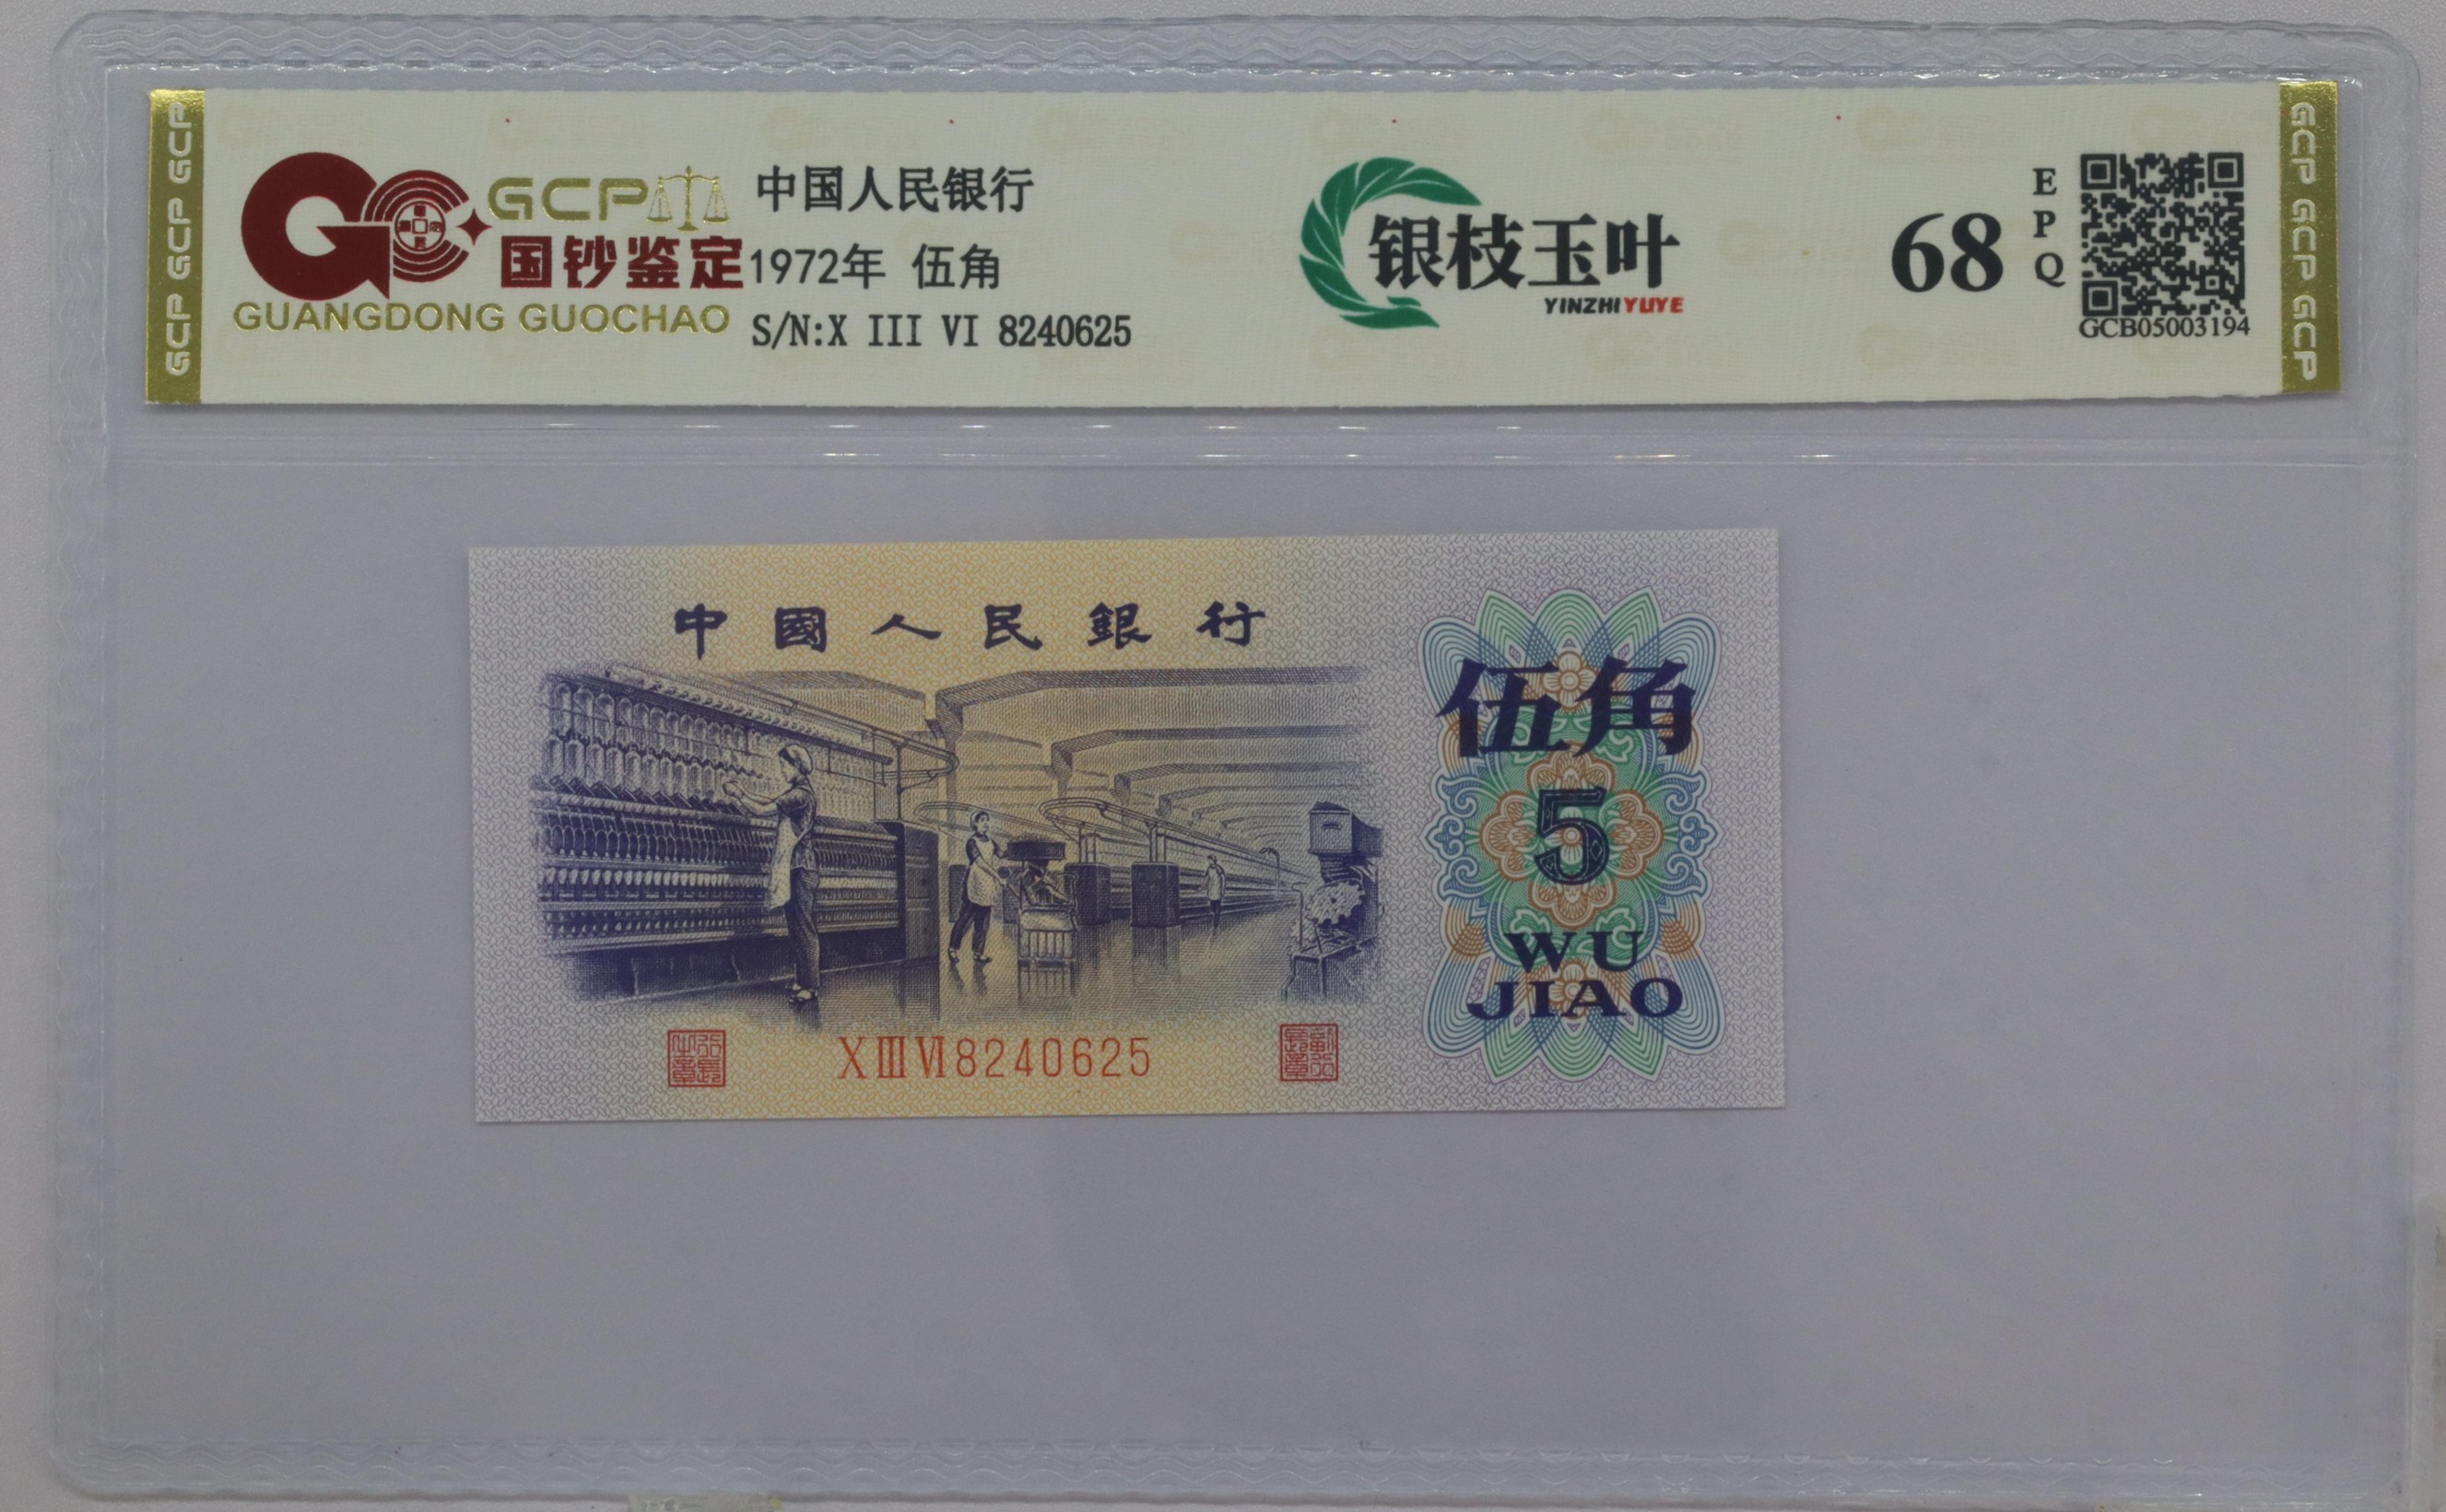 GCP GCP GCP
GCP
国钞鉴定
GUANGDONG GUOCHAO
中国人民银行
1972年 伍角
S/N:X III VI 8240625
银枝玉叶
YINZHIYUYE
68
EPQ
GCB05003194
GCP GCP GCP
中國人民銀行
伍角
5
WU
JIAO
XⅢⅥ8240625